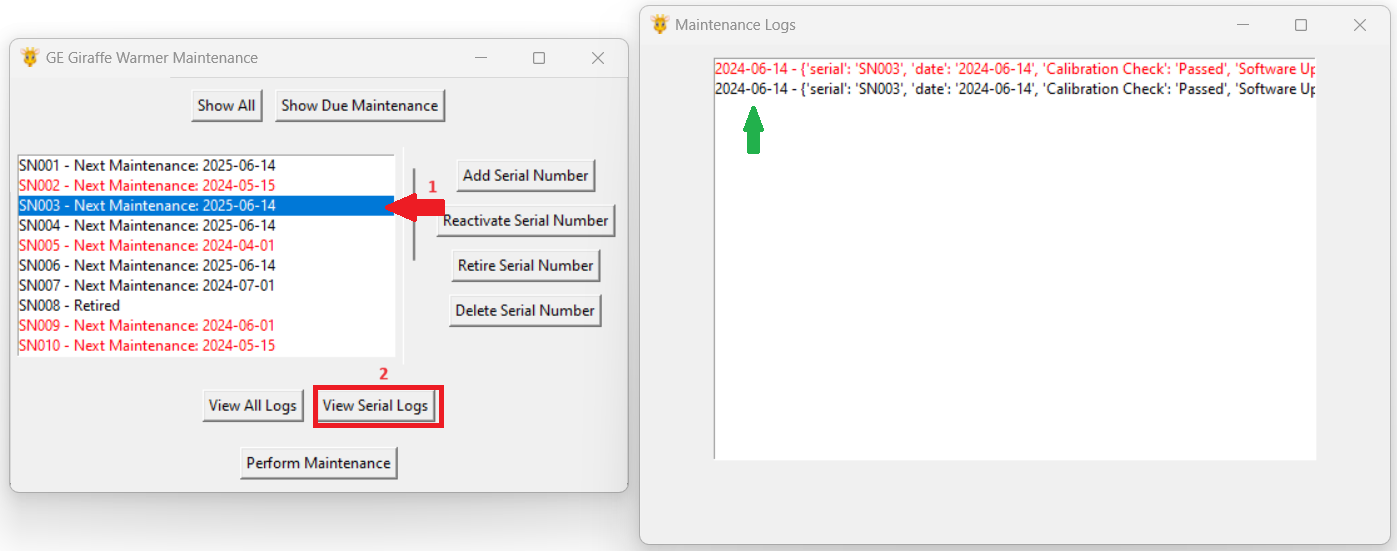 GE Giraffe Warmer Maintenance
Show All
Show Due Maintenance
SN001 - Next Maintenance: 2025-06-14
SN002 - Next Maintenance: 2024-05-15
SN003 - Next Maintenance: 2025-06-14
SN004 - Next Maintenance: 2025-06-14
SN005 - Next Maintenance: 2024-04-01
SN006 - Next Maintenance: 2025-06-14
SN007 - Next Maintenance: 2024-07-01
SN008 - Retired
SN009 - Next Maintenance: 2024-06-01
SN010 - Next Maintenance: 2024-05-15
1
Add Serial Number
Reactivate Serial Number
Retire Serial Number
Delete Serial Number
2
View All Logs
View Serial Logs
Perform Maintenance
Maintenance Logs
2024-06-14 - {'serial': 'SN003', 'date': '2024-06-14', 'Calibration Check': 'Passed', 'Software Up
2024-06-14 - {'serial': 'SN003', 'date': '2024-06-14', 'Calibration Check': 'Passed', 'Software Up